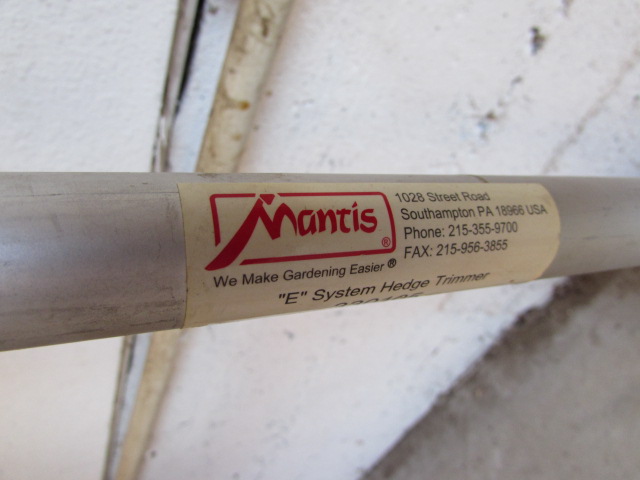 Mantis®
We Make Gardening Easier®
1028 Street Road
Southampton PA 18966 USA
Phone: 215-355-9700
FAX: 215-956-3855
"E" System Hedge Trimmer